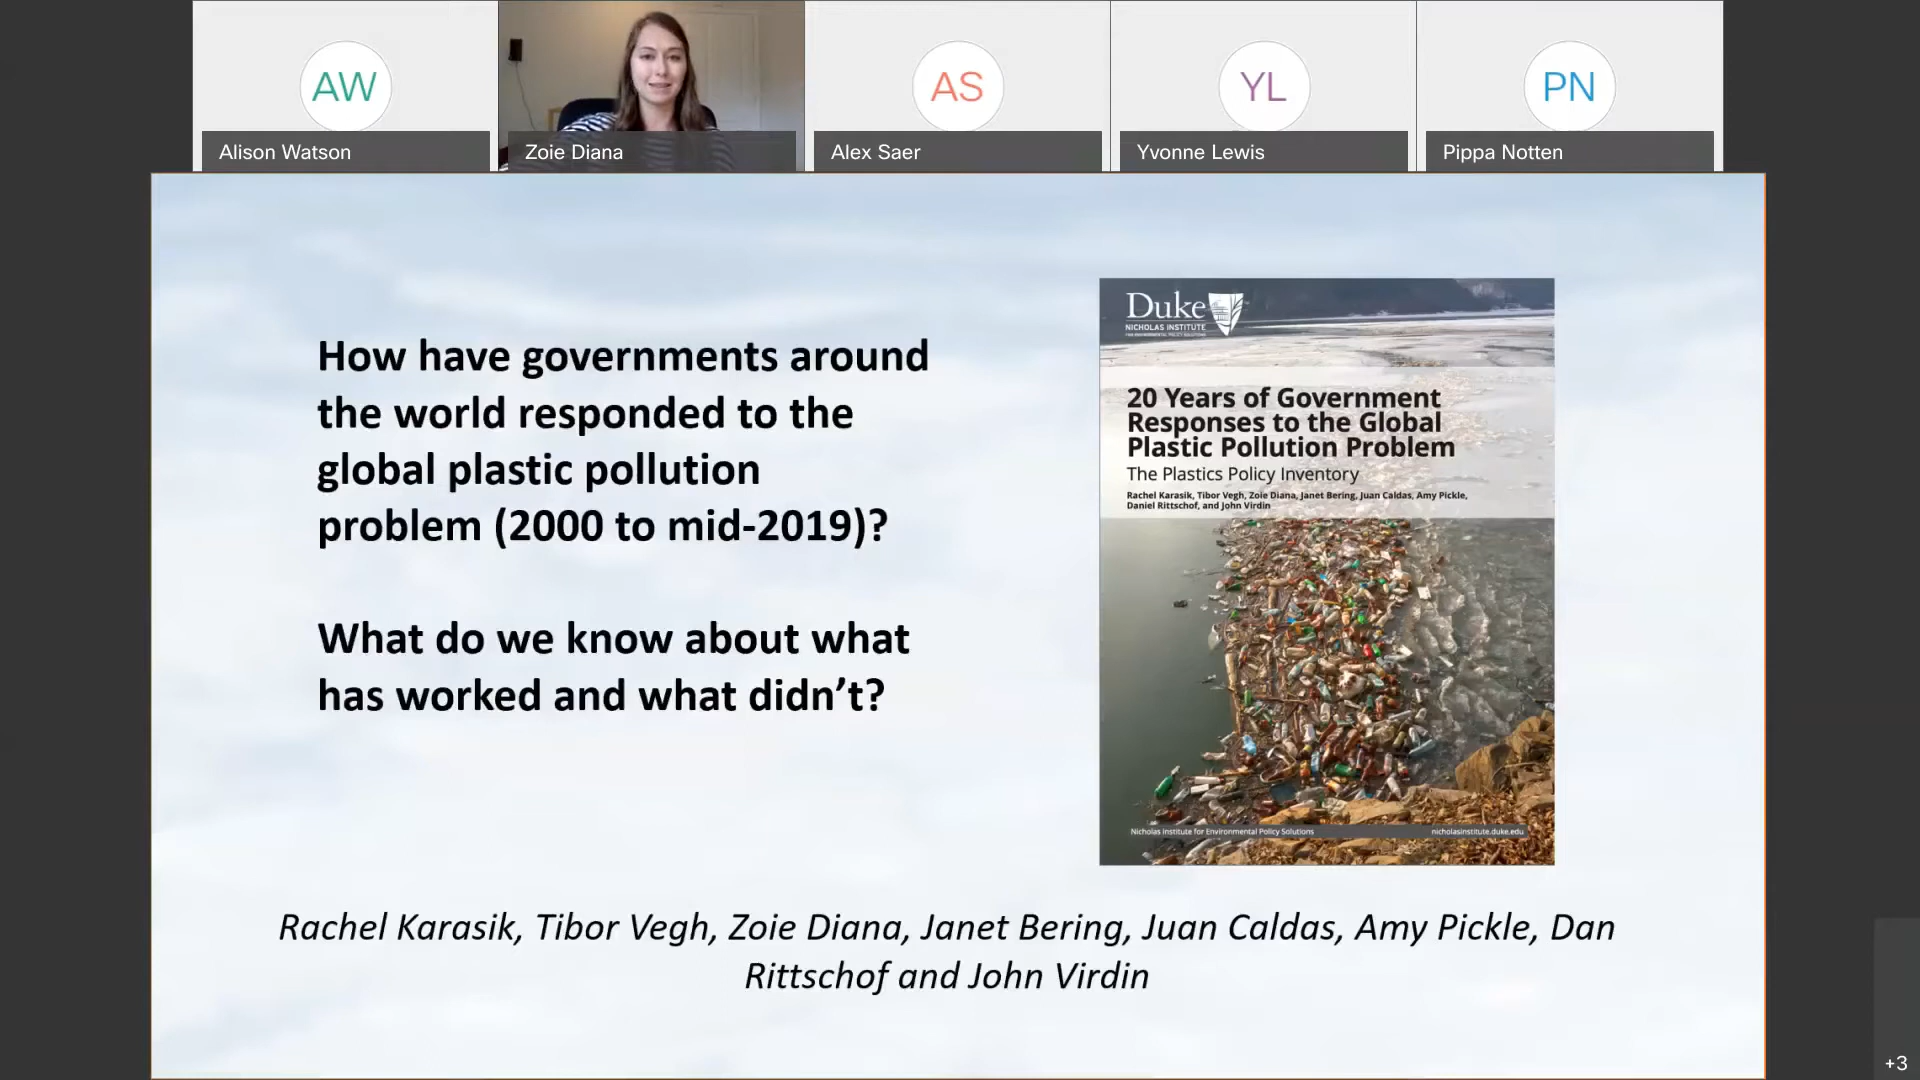 AW
AS
YL
PN
Alison Watson
Zoie Diana
Alex Saer
Yvonne Lewis
Pippa Notten
How have governments around
the world responded to the
global plastic pollution
problem (2000 to mid-2019)?
What do we know about what
has worked and what didn’t?
Duke
NICHOLAS INSTITUTE
FOR ENVIRONMENTAL POLICY SOLUTIONS
20 Years of Government
Responses to the Global
Plastic Pollution Problem
The Plastics Policy Inventory
Rachel Karasik, Tibor Vegh, Zoie Diana, Janet Bering, Juan Caldas, Amy Pickle,
Daniel Rittschof, and John Virdin
Nicholas Institute for Environmental Policy Solutions
nicholasinstitute.duke.edu
Rachel Karasik, Tibor Vegh, Zoie Diana, Janet Bering, Juan Caldas, Amy Pickle, Dan
Rittschof and John Virdin
+3